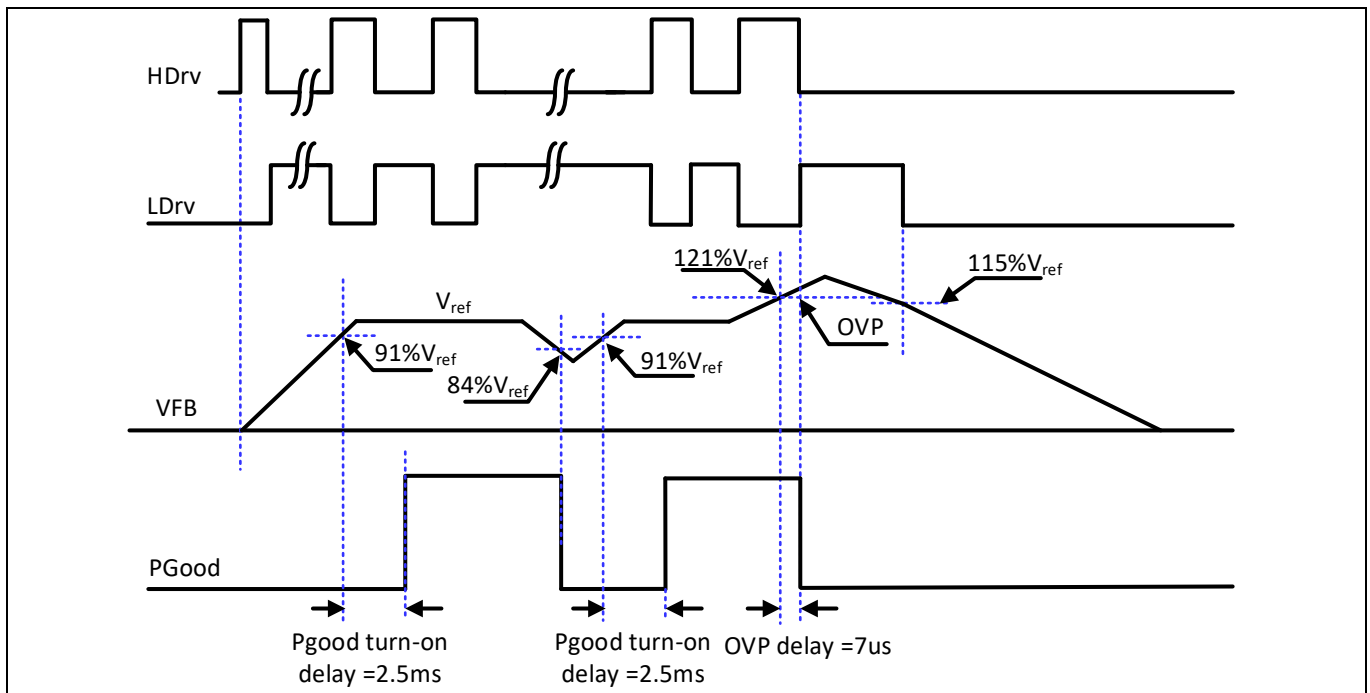 HDrv
LDrv
121%Vref
115%Vref
Vref
OVP
91%Vref
84%Vref
91%Vref
VFB
PGood
Pgood turn-on
delay =2.5ms
Pgood turn-on
delay =2.5ms
OVP delay =7us